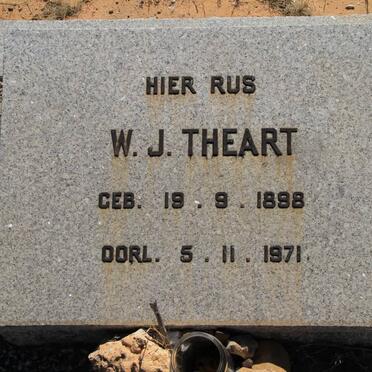 HIER RUS
W. J. THEART
GEB. 19 . 9 . 1898
OORL. 5 . 11 . 1971